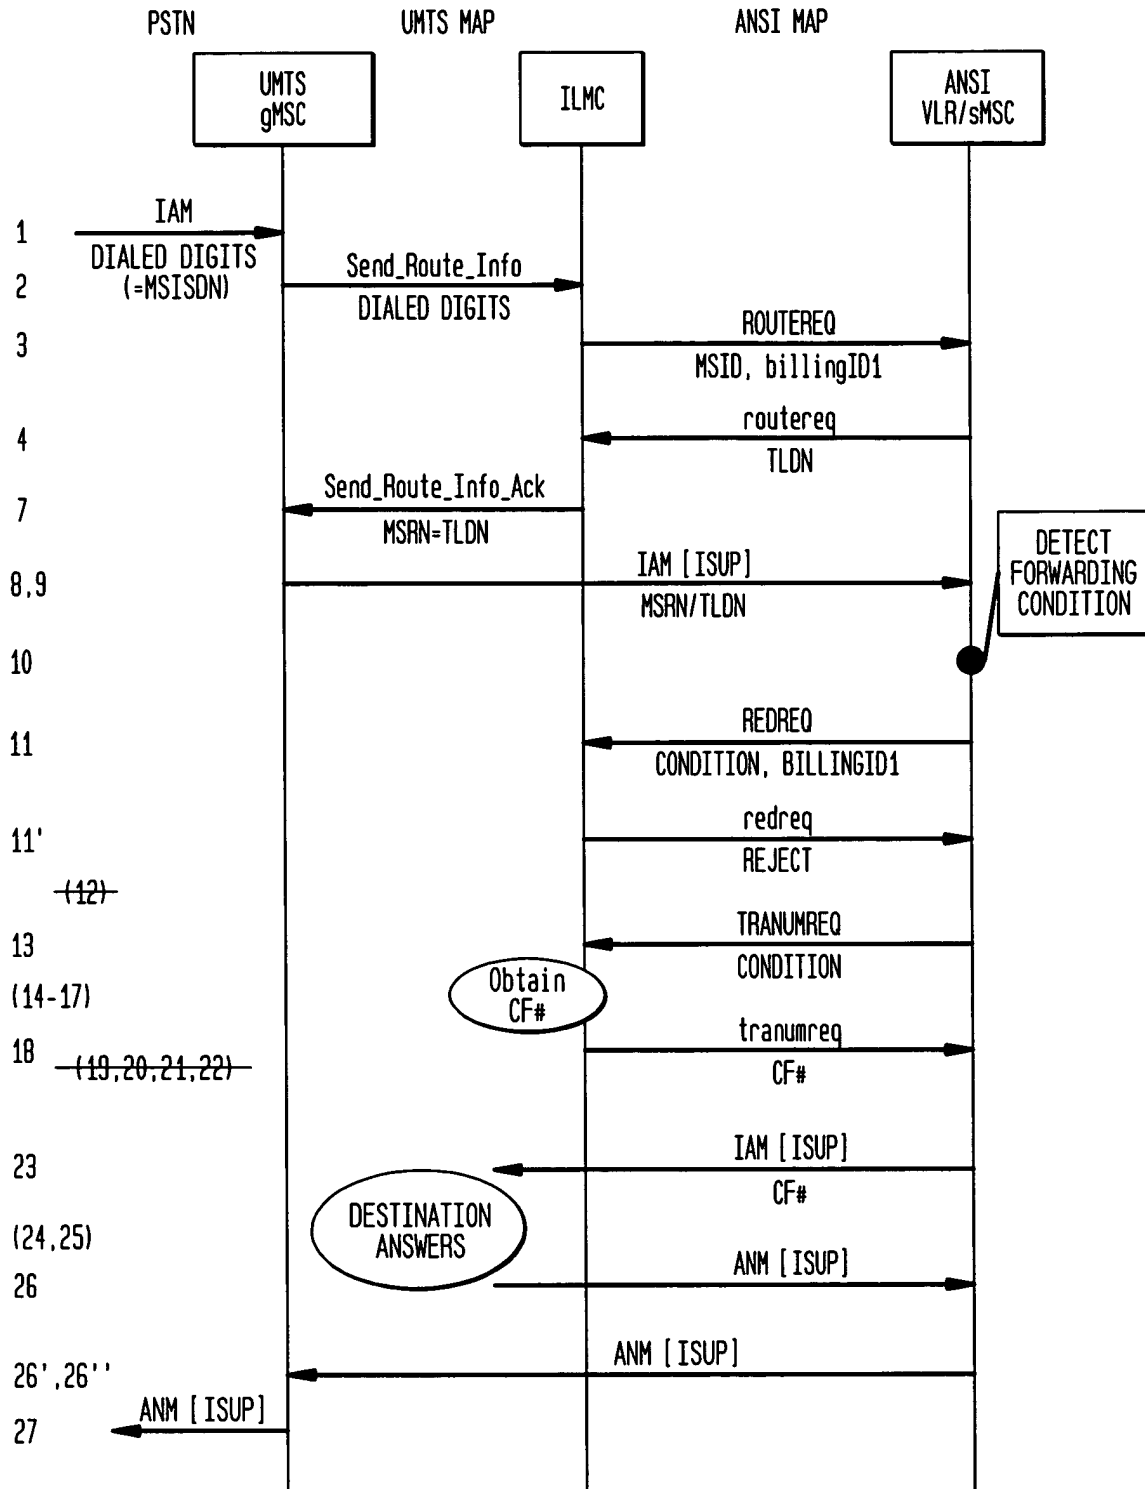 PSTN
UMTS MAP
ANSI MAP
UMTS
gMSC
ILMC
ANSI
VLR/sMSC
1
IAM
DIALED DIGITS
(=MSISDN)
2
Send_Route_Info
DIALED DIGITS
3
ROUTEREQ
MSID, billingID1
4
routereq
TLDN
7
Send_Route_Info_Ack
MSRN=TLDN
8,9
IAM [ISUP]
MSRN/TLDN
DETECT
FORWARDING
CONDITION
10
11
REDREQ
CONDITION, BILLINGID1
11'
redreq
REJECT
(12)
13
TRANUMREQ
CONDITION
(14-17)
Obtain
CF#
18
tranumreq
CF#
(19,20,21,22)
23
IAM [ISUP]
CF#
(24,25)
DESTINATION
ANSWERS
26
ANM [ISUP]
26',26''
ANM [ISUP]
27
ANM [ISUP]